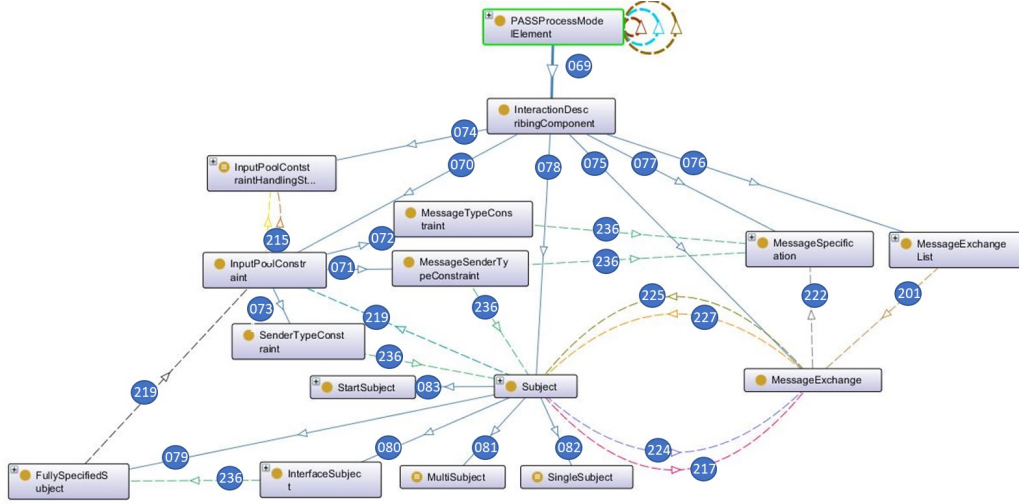 PASSProcessMode
lElement
069
InteractionDesc
ribingComponent
074
070
078
075
077
076
InputPoolContst
raintHandlingSt...
MessageTypeCons
traint
236
215
072
InputPoolConstr
aint
071
MessageSenderTy
peConstraint
236
MessageSpecific
ation
MessageExchange
List
073
219
236
225
227
222
201
SenderTypeConst
raint
236
StartSubject
083
Subject
MessageExchange
219
079
080
081
082
224
217
FullySpecifiedS
ubject
236
InterfaceSubjec
t
MultiSubject
SingleSubject